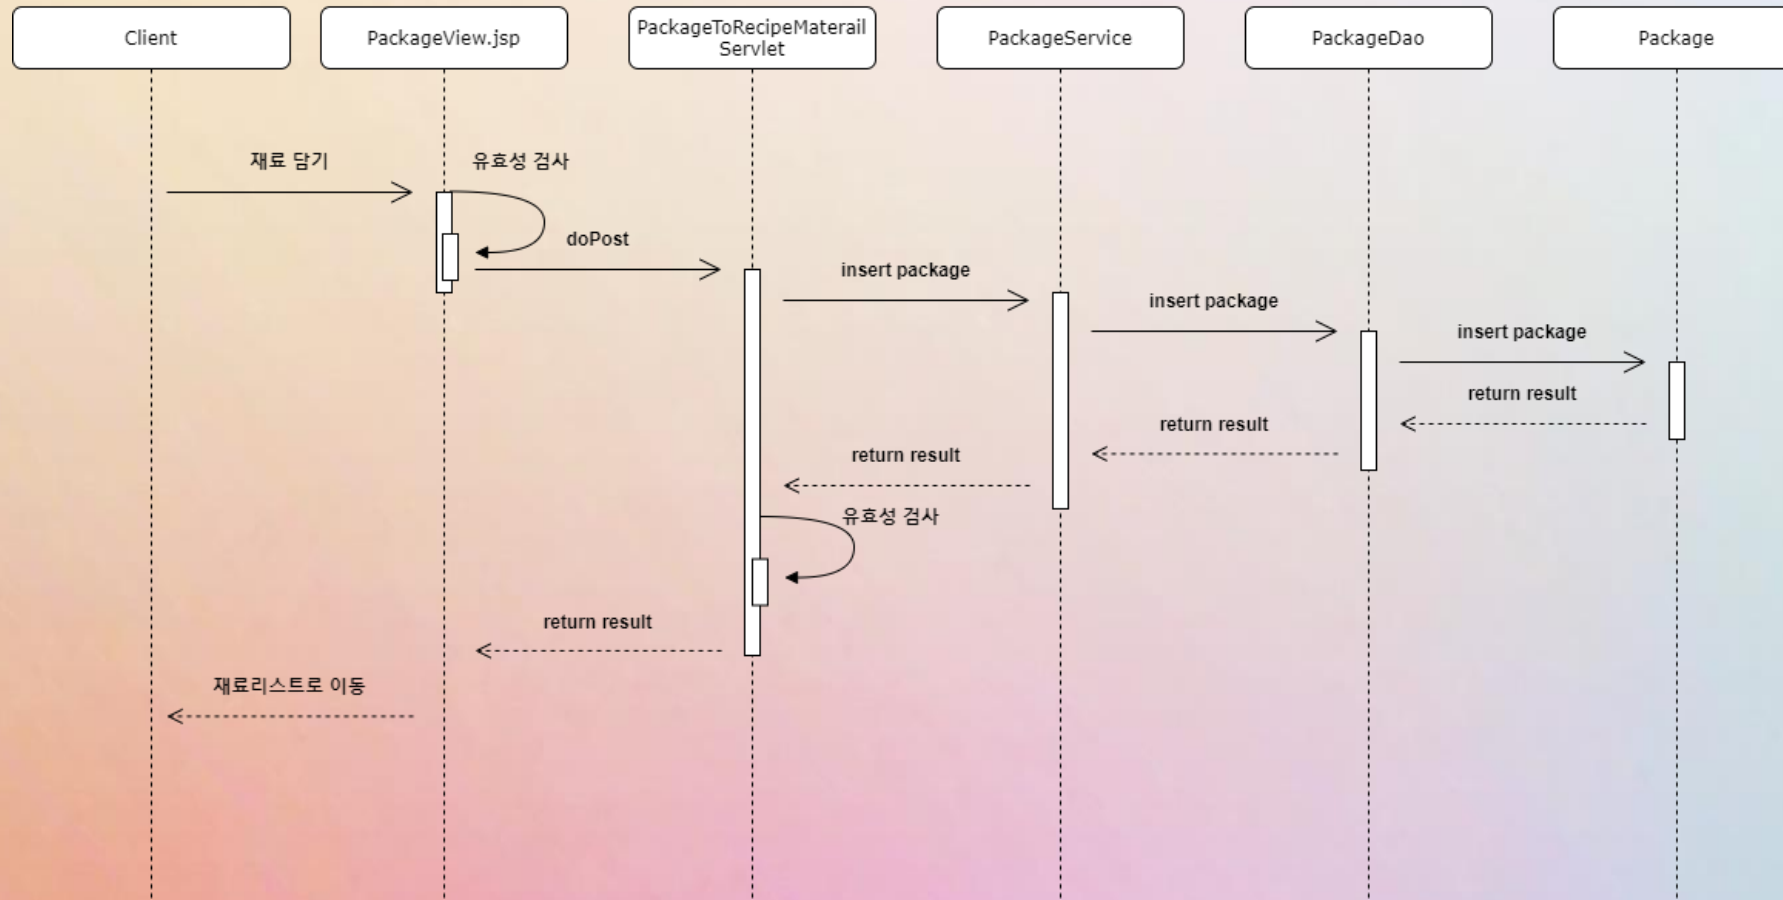 Client
PackageView.jsp
PackageToRecipeMaterail
Servlet
PackageService
PackageDao
Package
재료 담기
유효성 검사
doPost
insert package
insert package
insert package
return result
return result
return result
유효성 검사
return result
재료리스트로 이동